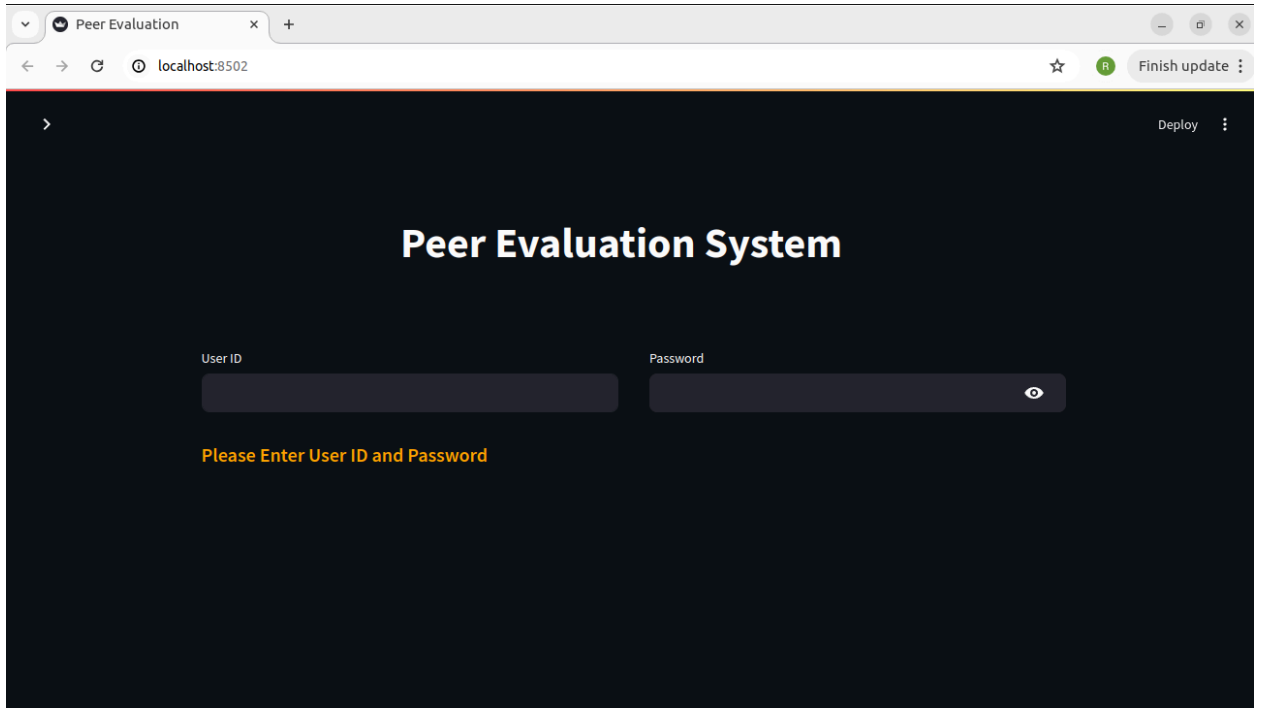 Peer Evaluation
localhost:8502
R
Finish update
Deploy
Peer Evaluation System
User ID
Password
Please Enter User ID and Password